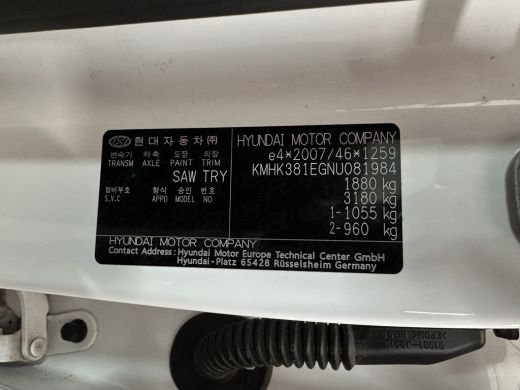 현대자동차㈜
변속기 차축 도장 의장
TRANSM AXLE PAINT TRIM
SAW TRY
정비부호 형식 승인 번호
S.V.C APPD MODEL NO
HYUNDAI MOTOR COMPANY
e4*2007/46*1259
KMHK381EGNU081984
1880 kg
3180 kg
1-1055 kg
2-960 kg
HYUNDAI MOTOR COMPANY
Contact Address : Hyundai Motor Europe Technical Center GmbH
Hyundai-Platz 65428 Rüsselsheim Germany